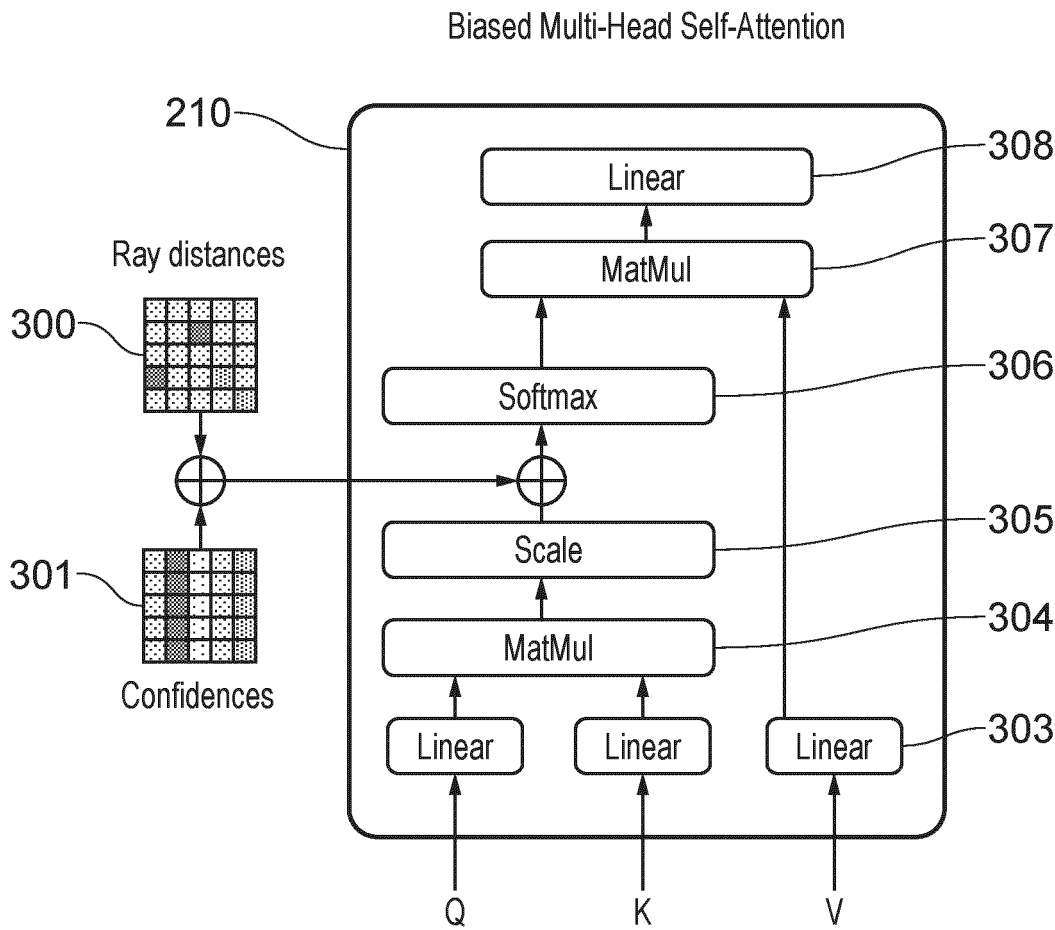 Biased Multi-Head Self-Attention
210
308
Linear
307
MatMul
Ray distances
300
306
Softmax
305
Scale
301
304
MatMul
Confidences
303
Linear
Linear
Linear
Q
K
V